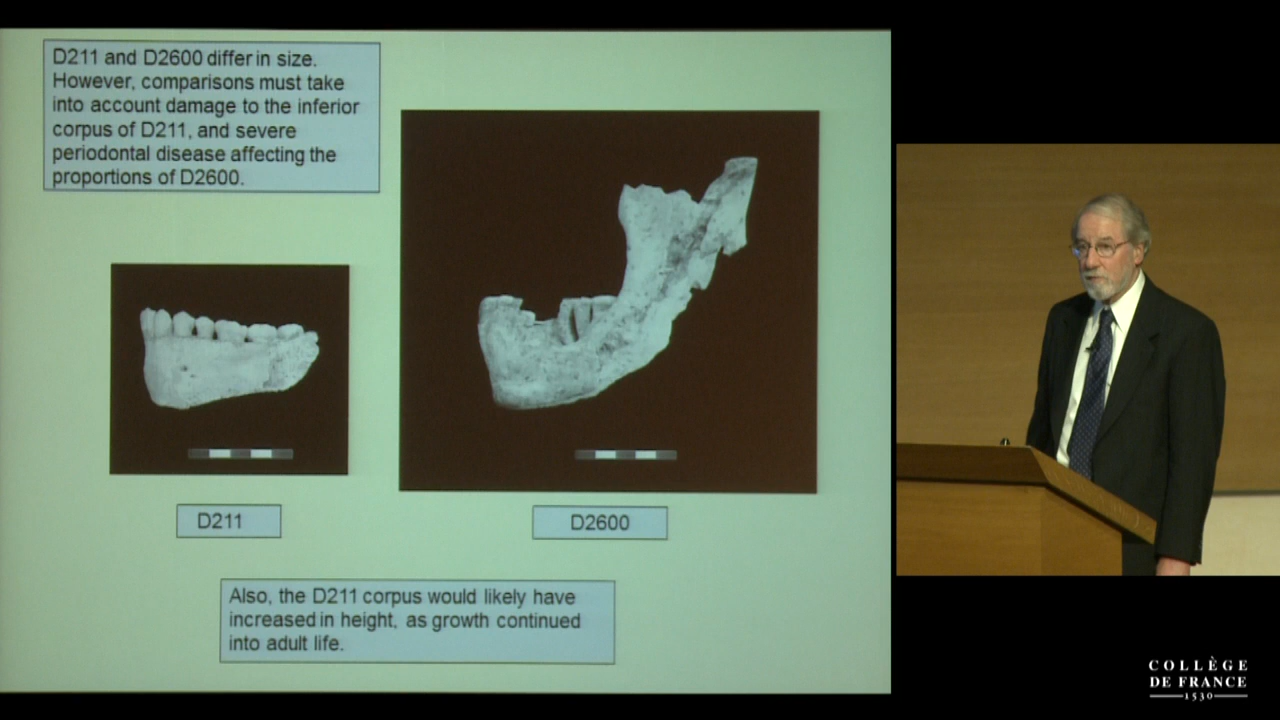 D211 and D2600 differ in size.
However, comparisons must take
into account damage to the inferior
corpus of D211, and severe
periodontal disease affecting the
proportions of D2600.
D211
D2600
Also, the D211 corpus would likely have
increased in height, as growth continued
into adult life.
COLLÈGE
DE FRANCE
1530